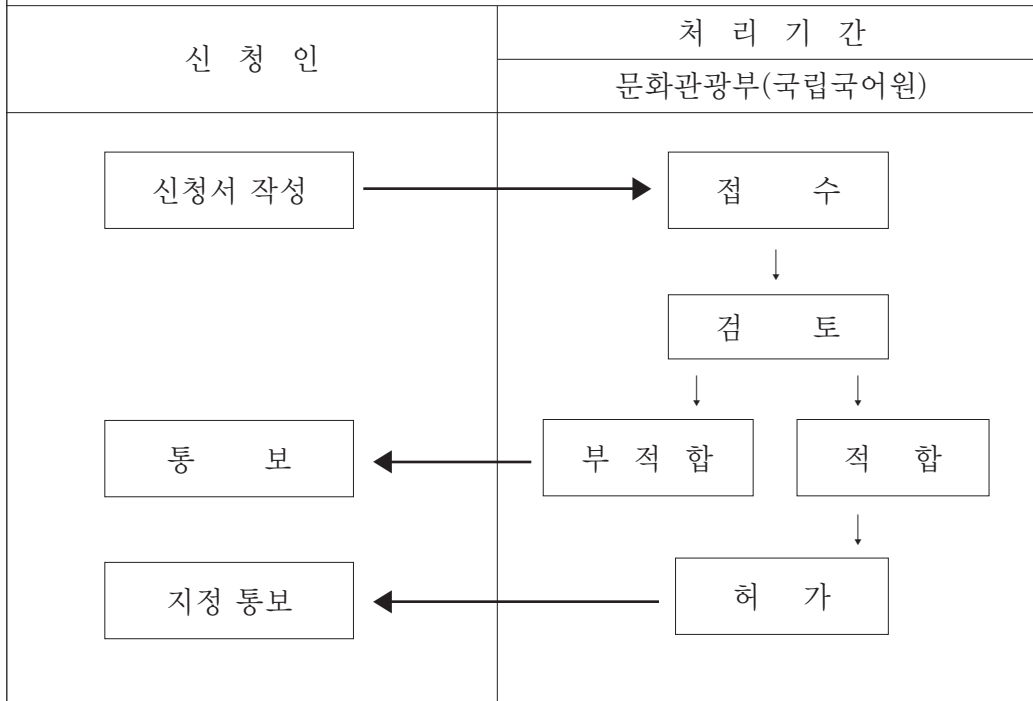 신 청 인
처 리 기 간
문화관광부(국립국어원)
신청서 작성
접 수
검 토
통 보
부 적 합
적 합
지정 통보
허 가